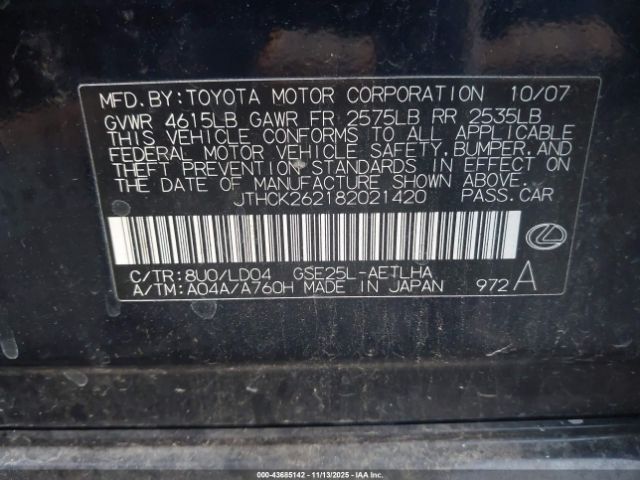 MFD. BY: TOYOTA MOTOR CORPORATION 10/07
GVWR 4615LB GAWR FR 2575LB RR 2535LB
THIS VEHICLE CONFORMS TO ALL APPLICABLE
FEDERAL MOTOR VEHICLE SAFETY, BUMPER, AND
THEFT PREVENTION STANDARDS IN EFFECT ON
THE DATE OF MANUFACTURE SHOWN ABOVE.
JTHCK262182021420 PASS. CAR
C/TR: 8U0/LD04 GSE25L-AETLHA
A/TM: A04A/A760H MADE IN JAPAN 972 A
000-43685142 - 11/13/2025 - IAAI.COM